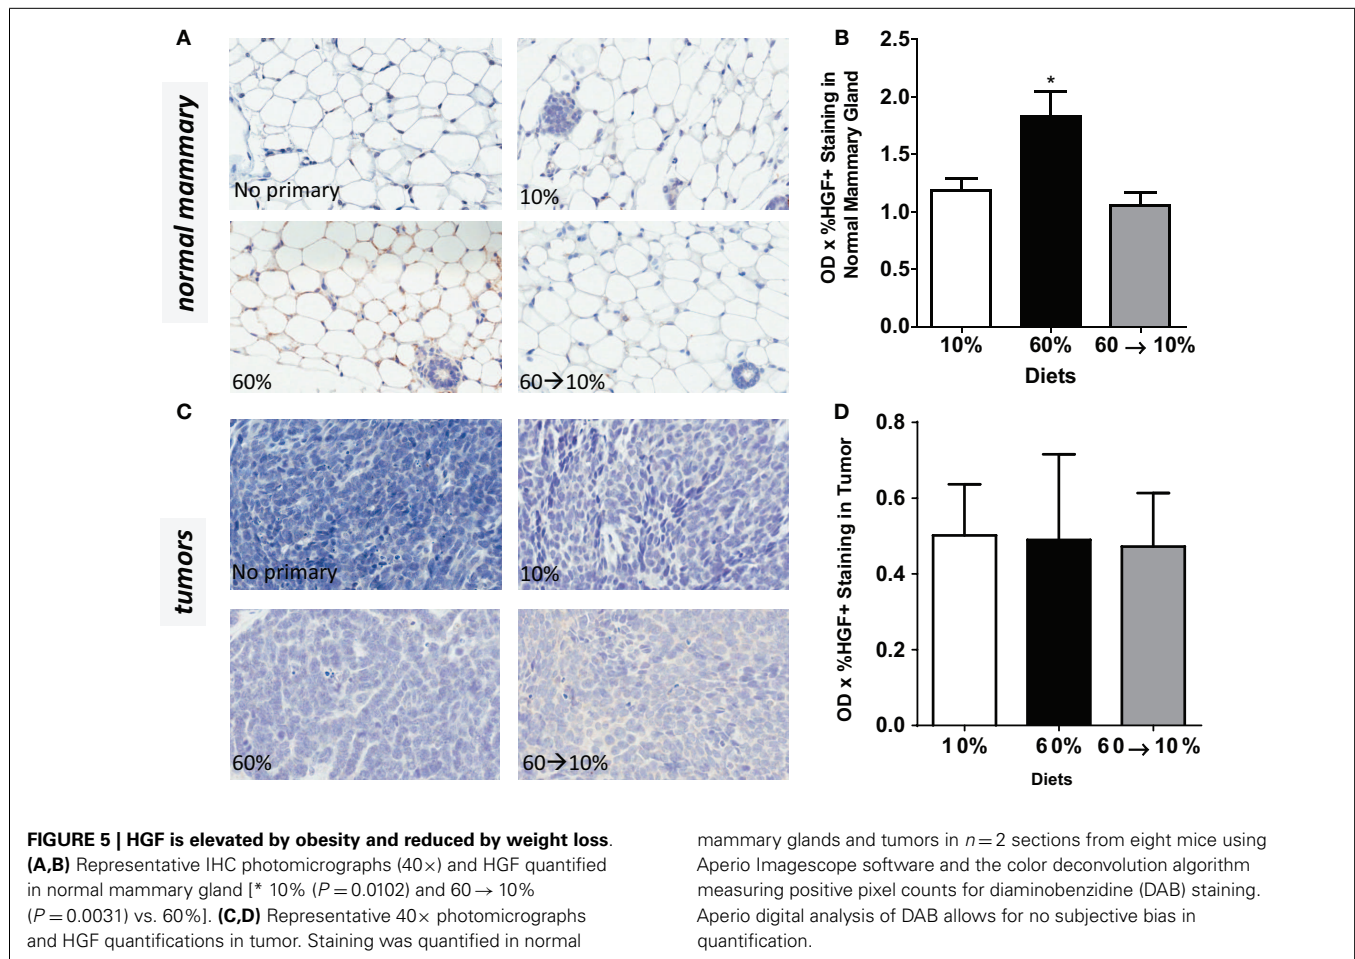 A
normal mammary
No primary
10%
60%
60→10%
B
OD x %HGF+ Staining in
Normal Mammary Gland
2.5
2.0
1.5
1.0
0.5
0.0
*
10%
60%
60 → 10%
Diets
C
tumors
No primary
10%
60%
60→10%
D
OD x %HGF+ Staining in Tumor
0.8
0.6
0.4
0.2
0.0
10%
60%
60→10%
Diets
FIGURE 5 | HGF is elevated by obesity and reduced by weight loss.
(A,B) Representative IHC photomicrographs (40×) and HGF quantified
in normal mammary gland [* 10% (P = 0.0102) and 60 → 10%
(P = 0.0031) vs. 60%]. (C,D) Representative 40× photomicrographs
and HGF quantifications in tumor. Staining was quantified in normal
mammary glands and tumors in n = 2 sections from eight mice using
Aperio Imagescope software and the color deconvolution algorithm
measuring positive pixel counts for diaminobenzidine (DAB) staining.
Aperio digital analysis of DAB allows for no subjective bias in
quantification.